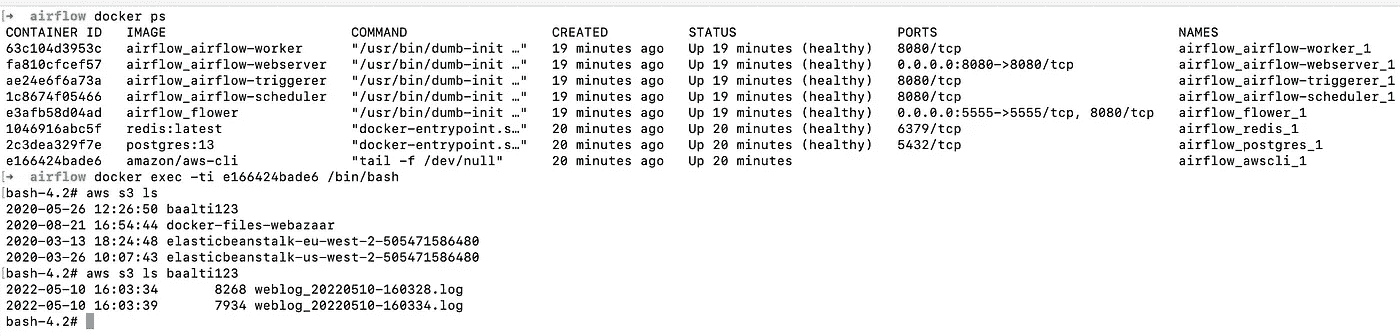 [➜  airflow docker ps
CONTAINER ID   IMAGE                       COMMAND                  CREATED          STATUS                    PORTS                              NAMES
63c104d3953c   airflow_airflow-worker      "/usr/bin/dumb-init …"   19 minutes ago   Up 19 minutes (healthy)   8080/tcp                           airflow_airflow-worker_1
fa810cfcef57   airflow_airflow-webserver   "/usr/bin/dumb-init …"   19 minutes ago   Up 19 minutes (healthy)   0.0.0.0:8080->8080/tcp             airflow_airflow-webserver_1
ae24e6f6a73a   airflow_airflow-triggerer   "/usr/bin/dumb-init …"   19 minutes ago   Up 19 minutes (healthy)   8080/tcp                           airflow_airflow-triggerer_1
1c8674f05466   airflow_airflow-scheduler   "/usr/bin/dumb-init …"   19 minutes ago   Up 19 minutes (healthy)   8080/tcp                           airflow_airflow-scheduler_1
e3afb58d04ad   airflow_flower              "/usr/bin/dumb-init …"   19 minutes ago   Up 19 minutes (healthy)   0.0.0.0:5555->5555/tcp, 8080/tcp   airflow_flower_1
1046916abc5f   redis:latest                "docker-entrypoint.s…"   20 minutes ago   Up 20 minutes (healthy)   6379/tcp                           airflow_redis_1
2c3dea329f7e   postgres:13                 "docker-entrypoint.s…"   20 minutes ago   Up 20 minutes (healthy)   5432/tcp                           airflow_postgres_1
e166424bade6   amazon/aws-cli              "tail -f /dev/null"      20 minutes ago   Up 20 minutes                                                airflow_awscli_1
[➜  airflow docker exec -ti e166424bade6 /bin/bash
[bash-4.2# aws s3 ls
2020-05-26 12:26:50 baalti123
2020-08-21 16:54:44 docker-files-webazaar
2020-03-13 18:24:48 elasticbeanstalk-eu-west-2-505471586480
2020-03-26 10:07:43 elasticbeanstalk-us-west-2-505471586480
[bash-4.2# aws s3 ls baalti123
2022-05-10 16:03:34       8268 weblog_20220510-160328.log
2022-05-10 16:03:39       7934 weblog_20220510-160334.log
bash-4.2#